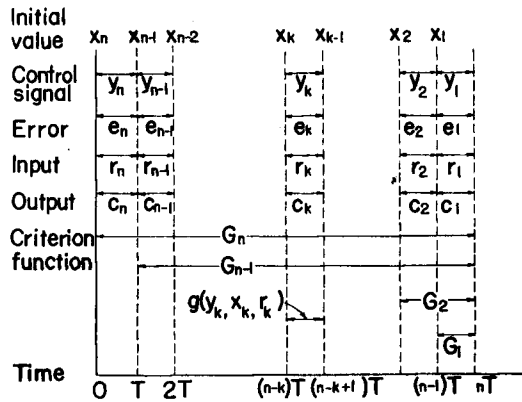 Initial value x_n x_{n-1} x_{n-2} x_k x_{k-1} x_2 x_1
Control signal y_n y_{n-1} y_k y_2 y_1
Error e_n e_{n-1} e_k e_2 e_1
Input r_n r_{n-1} r_k r_2 r_1
Output c_n c_{n-1} c_k c_2 c_1
Criterion function G_n
G_{n-1}
g(y_k, x_k, r_k) G_2
G_1
Time 0 T 2T (n-k)T (n-k+1)T (n-1)T nT